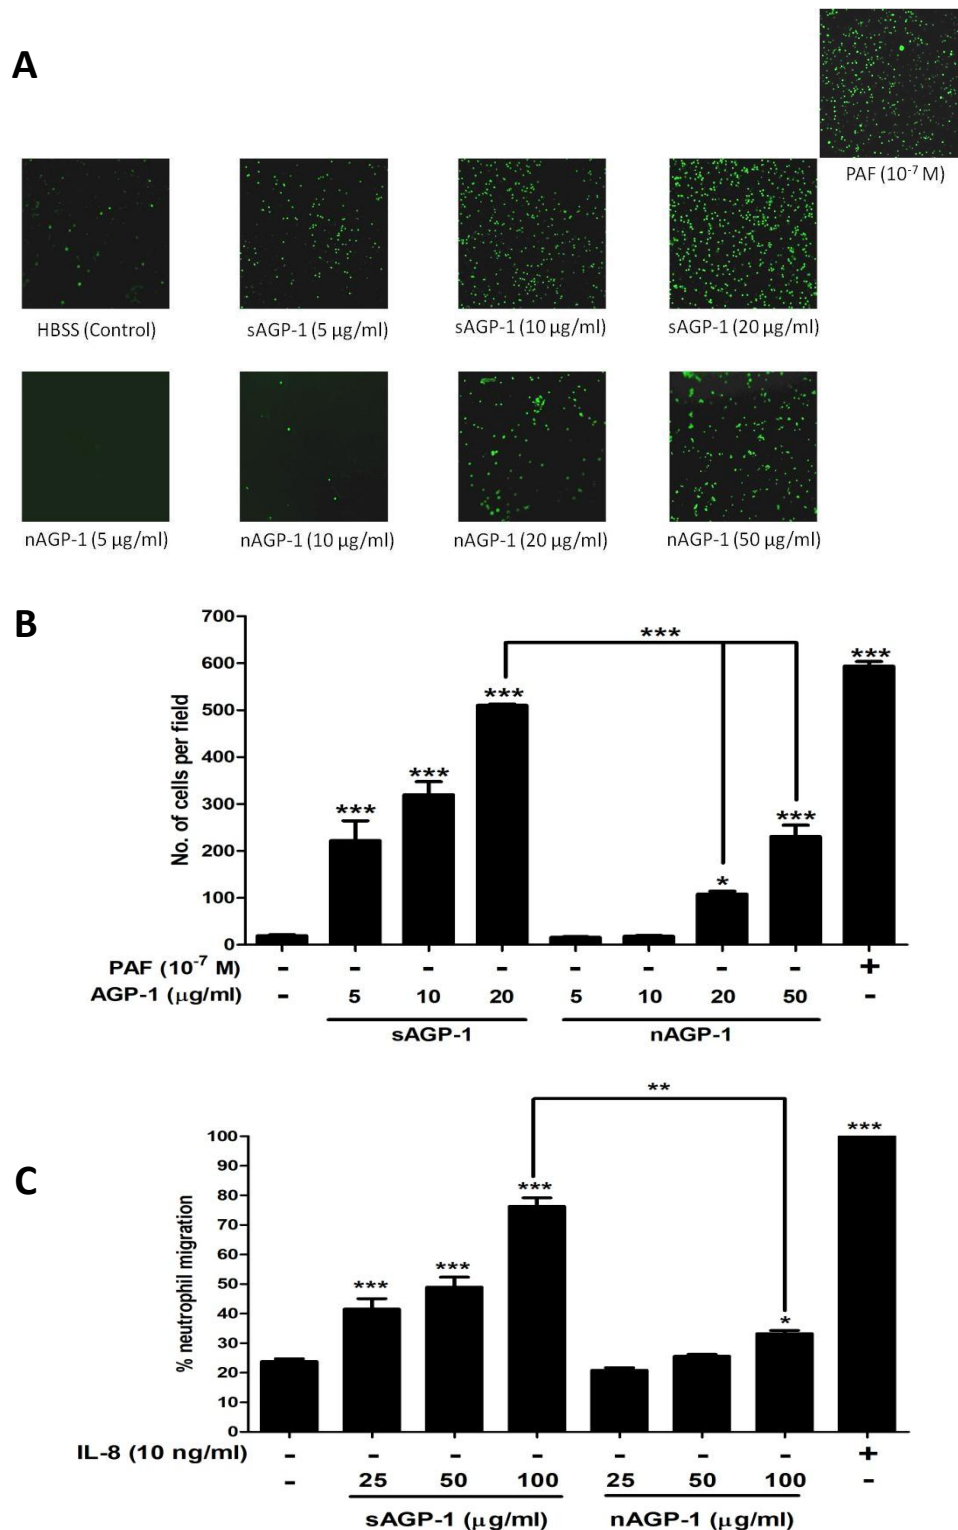 A
PAF (10⁻⁷ M)
HBSS (Control)
sAGP-1 (5 µg/ml)
sAGP-1 (10 µg/ml)
sAGP-1 (20 µg/ml)
nAGP-1 (5 µg/ml)
nAGP-1 (10 µg/ml)
nAGP-1 (20 µg/ml)
nAGP-1 (50 µg/ml)
B
No. of cells per field
700
600
500
400
300
200
100
0
***
***
***
***
*
***
***
PAF (10⁻⁷ M) - - - - - - - - +
AGP-1 (µg/ml) - 5 10 20 5 10 20 50 -
sAGP-1 nAGP-1
C
% neutrophil migration
100
90
80
70
60
50
40
30
20
10
0
**
***
***
***
*
***
IL-8 (10 ng/ml) - - - - - - - +
- 25 50 100 25 50 100 -
sAGP-1 (µg/ml) nAGP-1 (µg/ml)